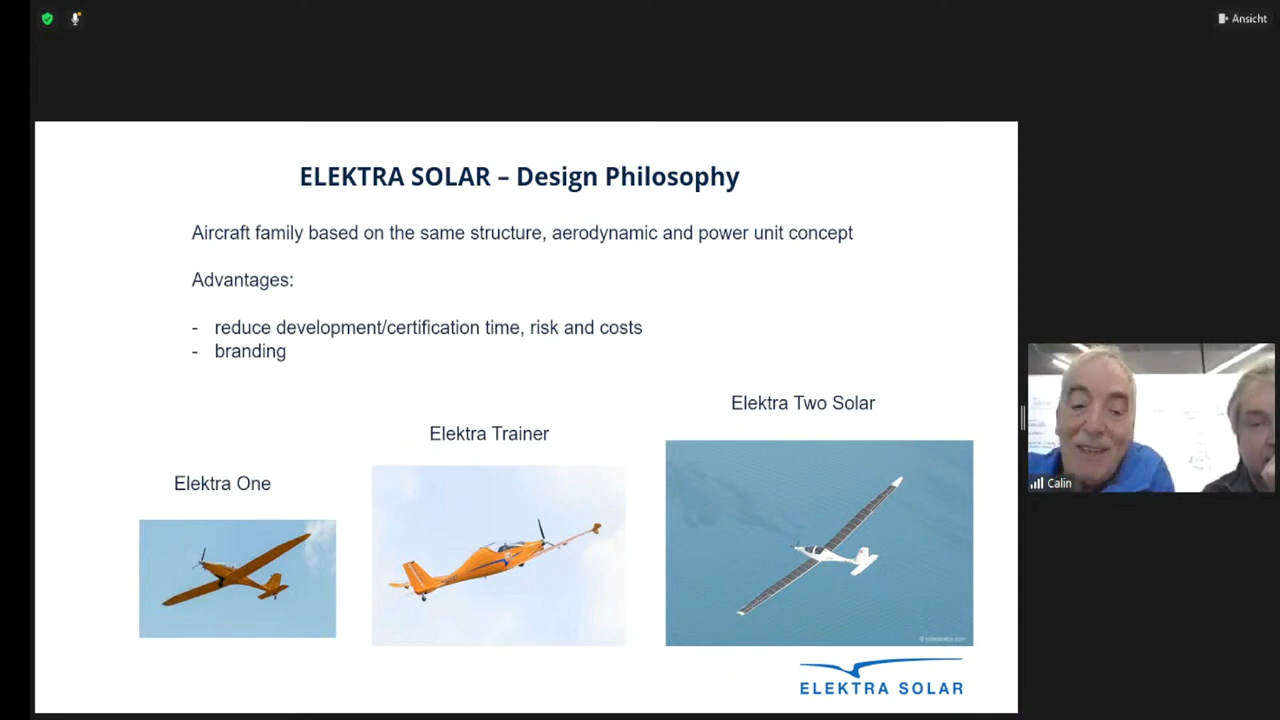 Ansicht
ELEKTRA SOLAR – Design Philosophy
Aircraft family based on the same structure, aerodynamic and power unit concept
Advantages:
- reduce development/certification time, risk and costs
- branding
Elektra Two Solar
Elektra Trainer
Elektra One
Calin
ELEKTRA SOLAR